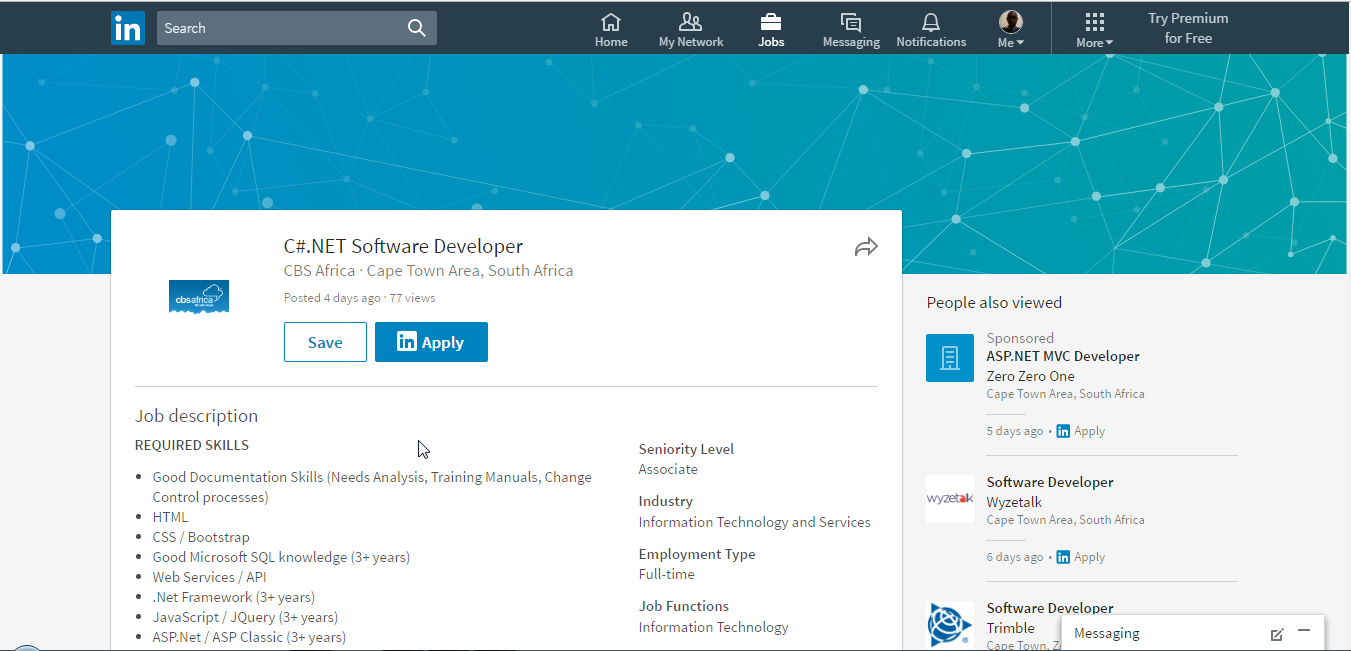 in
Search
Home
My Network
Jobs
Messaging
Notifications
Me
More
Try Premium
for Free
C#.NET Software Developer
CBS Africa · Cape Town Area, South Africa
Posted 4 days ago · 77 views
cbsafrica
Save
in Apply
Job description
REQUIRED SKILLS
• Good Documentation Skills (Needs Analysis, Training Manuals, Change
Control processes)
• HTML
• CSS / Bootstrap
• Good Microsoft SQL knowledge (3+ years)
• Web Services / API
• .Net Framework (3+ years)
• JavaScript / JQuery (3+ years)
• ASP.Net / ASP Classic (3+ years)
Seniority Level
Associate
Industry
Information Technology and Services
Employment Type
Full-time
Job Functions
Information Technology
People also viewed
Sponsored
ASP.NET MVC Developer
Zero Zero One
Cape Town Area, South Africa
5 days ago • in Apply
wyzetalk
Software Developer
Wyzetalk
Cape Town Area, South Africa
6 days ago • in Apply
Software Developer
Trimble
Cape Town, Z
Messaging